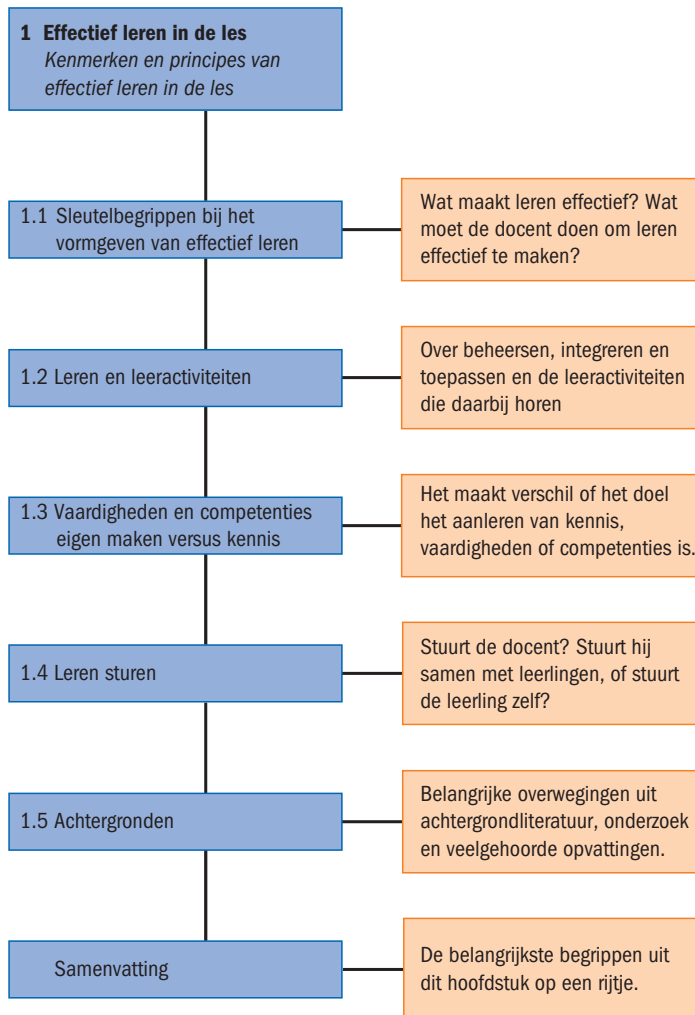 1 Effectief leren in de les
Kenmerken en principes van
effectief leren in de les
1.1 Sleutelbegrippen bij het
vormgeven van effectief leren
Wat maakt leren effectief? Wat
moet de docent doen om leren
effectief te maken?
1.2 Leren en leeractiviteiten
Over beheersen, integreren en
toepassen en de leeractiviteiten
die daarbij horen
1.3 Vaardigheden en competenties
eigen maken versus kennis
Het maakt verschil of het doel
het aanleren van kennis,
vaardigheden of competenties is.
1.4 Leren sturen
Stuurt de docent? Stuurt hij
samen met leerlingen, of stuurt
de leerling zelf?
1.5 Achtergronden
Belangrijke overwegingen uit
achtergrondliteratuur, onderzoek
en veelgehoorde opvattingen.
Samenvatting
De belangrijkste begrippen uit
dit hoofdstuk op een rijtje.